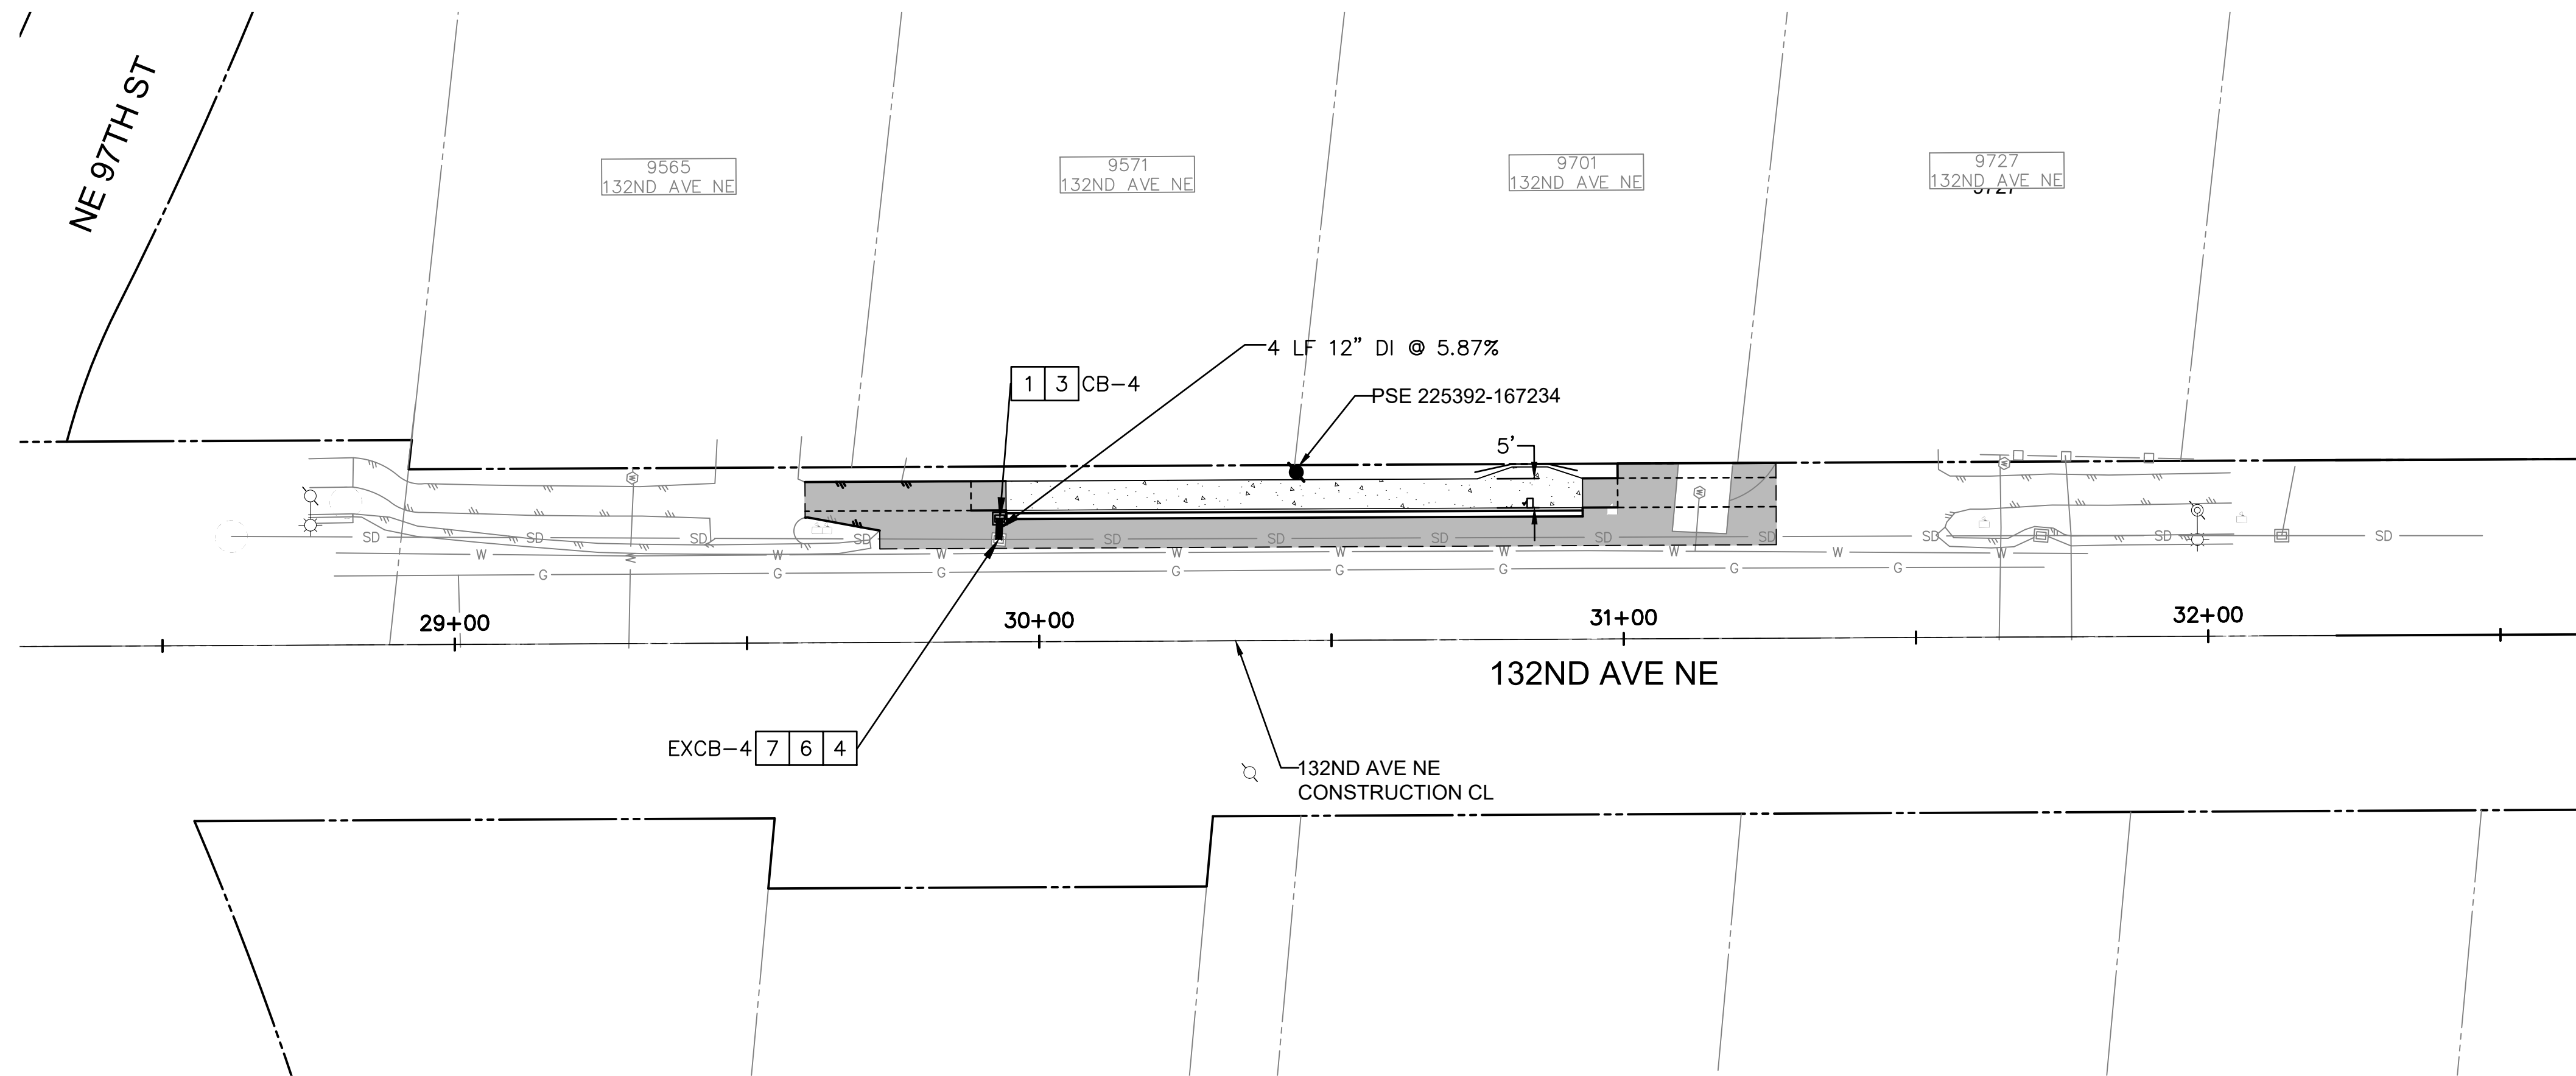 NE 97TH ST
9565
132ND AVE NE
9571
132ND AVE NE
9701
132ND AVE NE
9727
132ND AVE NE
9727
4 LF 12” DI @ 5.87%
1 3 CB-4
PSE 225392-167234
5'
W
W
W
SD SD SD SD SD SD SD SD SD SD SD SD
W W W W W W W W W
G G G G G G G G
29+00
30+00
31+00
32+00
132ND AVE NE
EXCB-4 7 6 4
132ND AVE NE
CONSTRUCTION CL